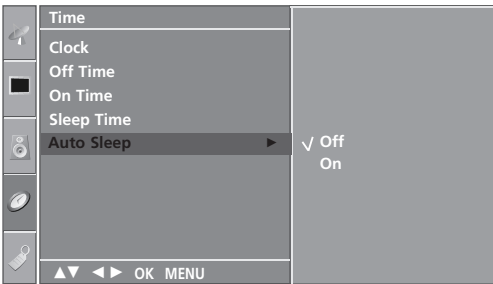 Time
Clock
Off Time
On Time
Sleep Time
Auto Sleep ► √ Off
On
▲▼ ◄► OK MENU